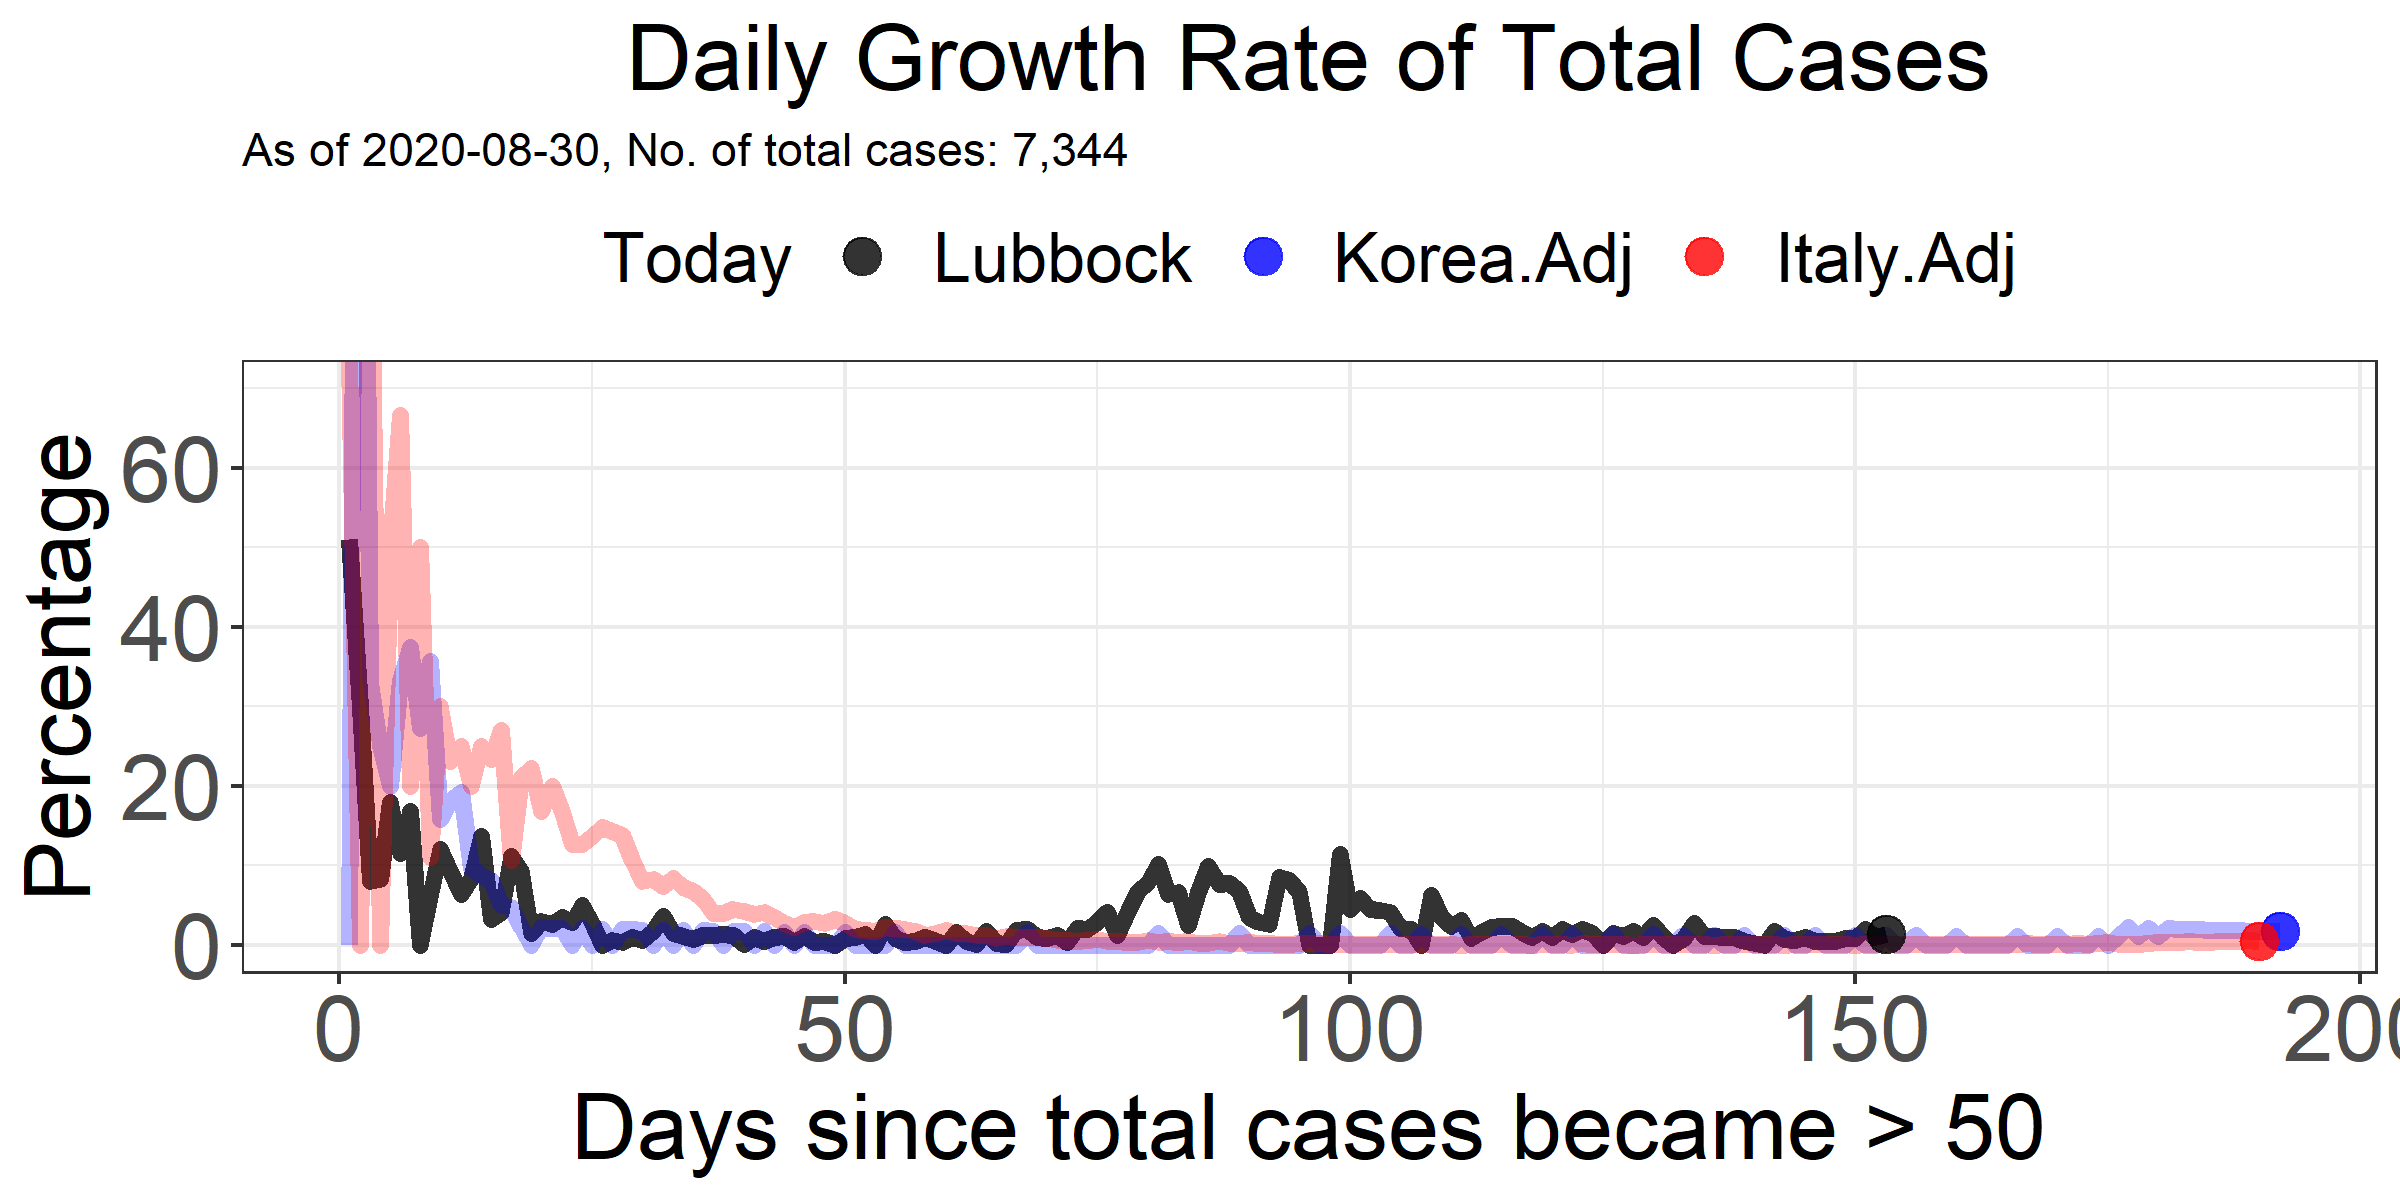 Daily Growth Rate of Total Cases
As of 2020-08-30, No. of total cases: 7,344
Today Lubbock Korea.Adj Italy.Adj
Percentage
60
40
20
0
0 50 100 150 200
Days since total cases became > 50